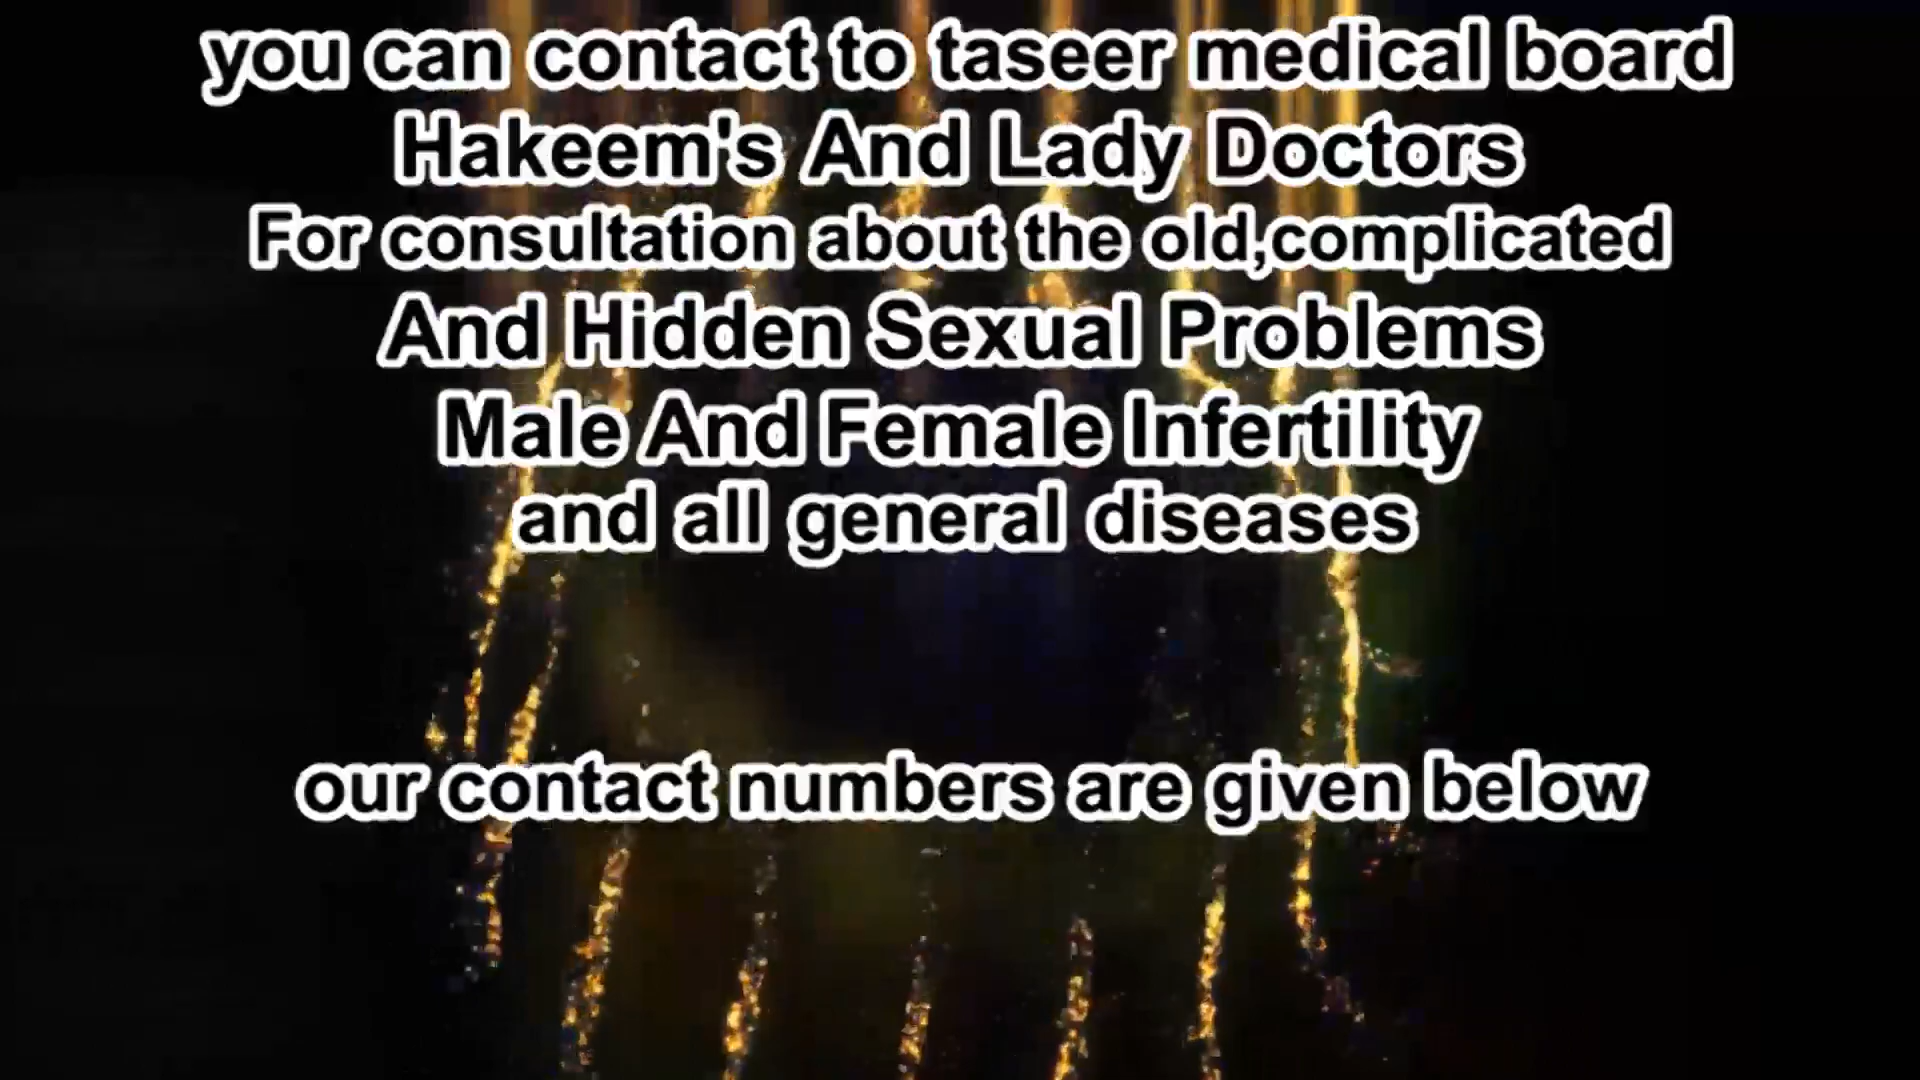 you can contact to taseer medical board
Hakeem's And Lady Doctors
For consultation about the old,complicated
And Hidden Sexual Problems
Male And Female Infertility
and all general diseases
our contact numbers are given below